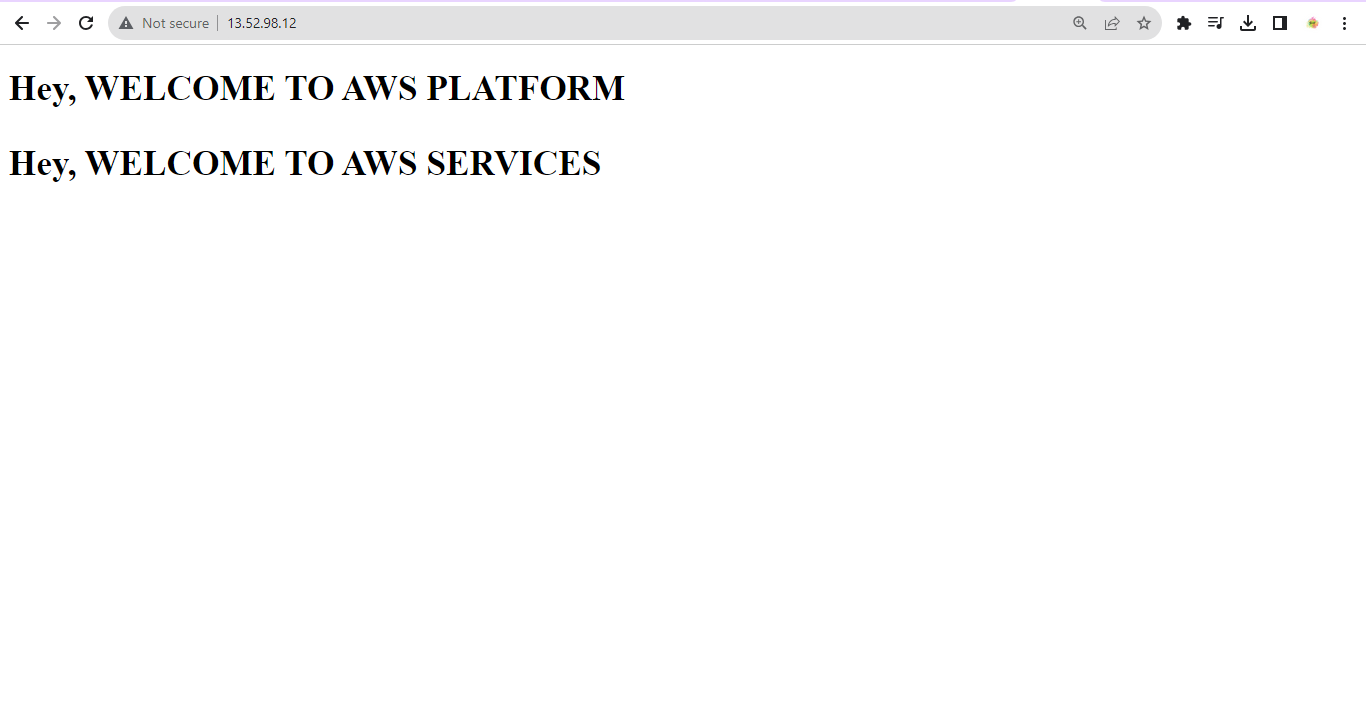 Not secure 13.52.98.12
Hey, WELCOME TO AWS PLATFORM
Hey, WELCOME TO AWS SERVICES